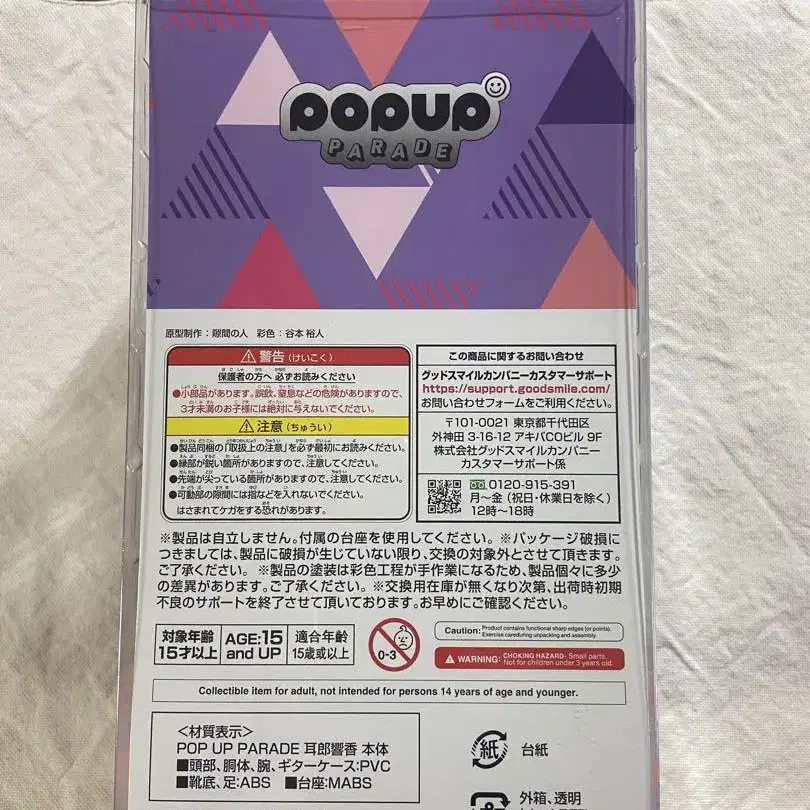 POPUP
PARADE
原型制作：隙間の人 彩色：谷本 裕人
⚠警告(けいこく)
保護者の方へ 必ずお読みください
●小部品があります。誤飲、窒息などの危険がありますので、
3才未満のお子様には絶対に与えないでください。
⚠注意(ちゅうい)
●製品同梱の「取扱上の注意」を必ず最初にお読みください。
●縁部が鋭い箇所がありますので、注意してください。
●先端が尖っている箇所がありますので、注意してください。
●可動部の隙間には指などを入れないでください。
はさまれてケガをする恐れがあります。
この商品に関するお問い合わせ
グッドスマイルカンパニーカスタマーサポート
https://support.goodsmile.com/
お問い合わせフォームをご利用ください。
〒101-0021 東京都千代田区
外神田 3-16-12 アキバCOビル 9F
株式会社グッドスマイルカンパニー
カスタマーサポート係
0120-915-391
月～金（祝日・休業日を除く）
12時～18時
※製品は自立しません。付属の台座を使用してください。※パッケージ破損に
つきましては、製品に破損が生じていない限り、交換の対象外とさせて頂きます。
ご了承ください。※製品の塗装は彩色工程が手作業になるため、製品個々に多少
の差異があります。ご了承ください。※交換用在庫が無くなり次第、出荷時初期
不良のサポートを終了させて頂いております。お早めにご確認ください。
対象年齢
15才以上
AGE:15
and UP
適合年齢
15歳或以上
0-3
Caution: Product contains functional sharp edges (or points).
Exercise careduring unpacking and assembly.
⚠WARNING: CHOKING HAZARD- Small parts.
Not for children under 3 years old.
Collectible item for adult, not intended for persons 14 years of age and younger.
＜材質表示＞
POP UP PARADE 耳郎響香 本体
■頭部、胴体、腕、ギターケース:PVC
■靴底、足:ABS ■台座:MABS
紙 台紙
外箱、透明